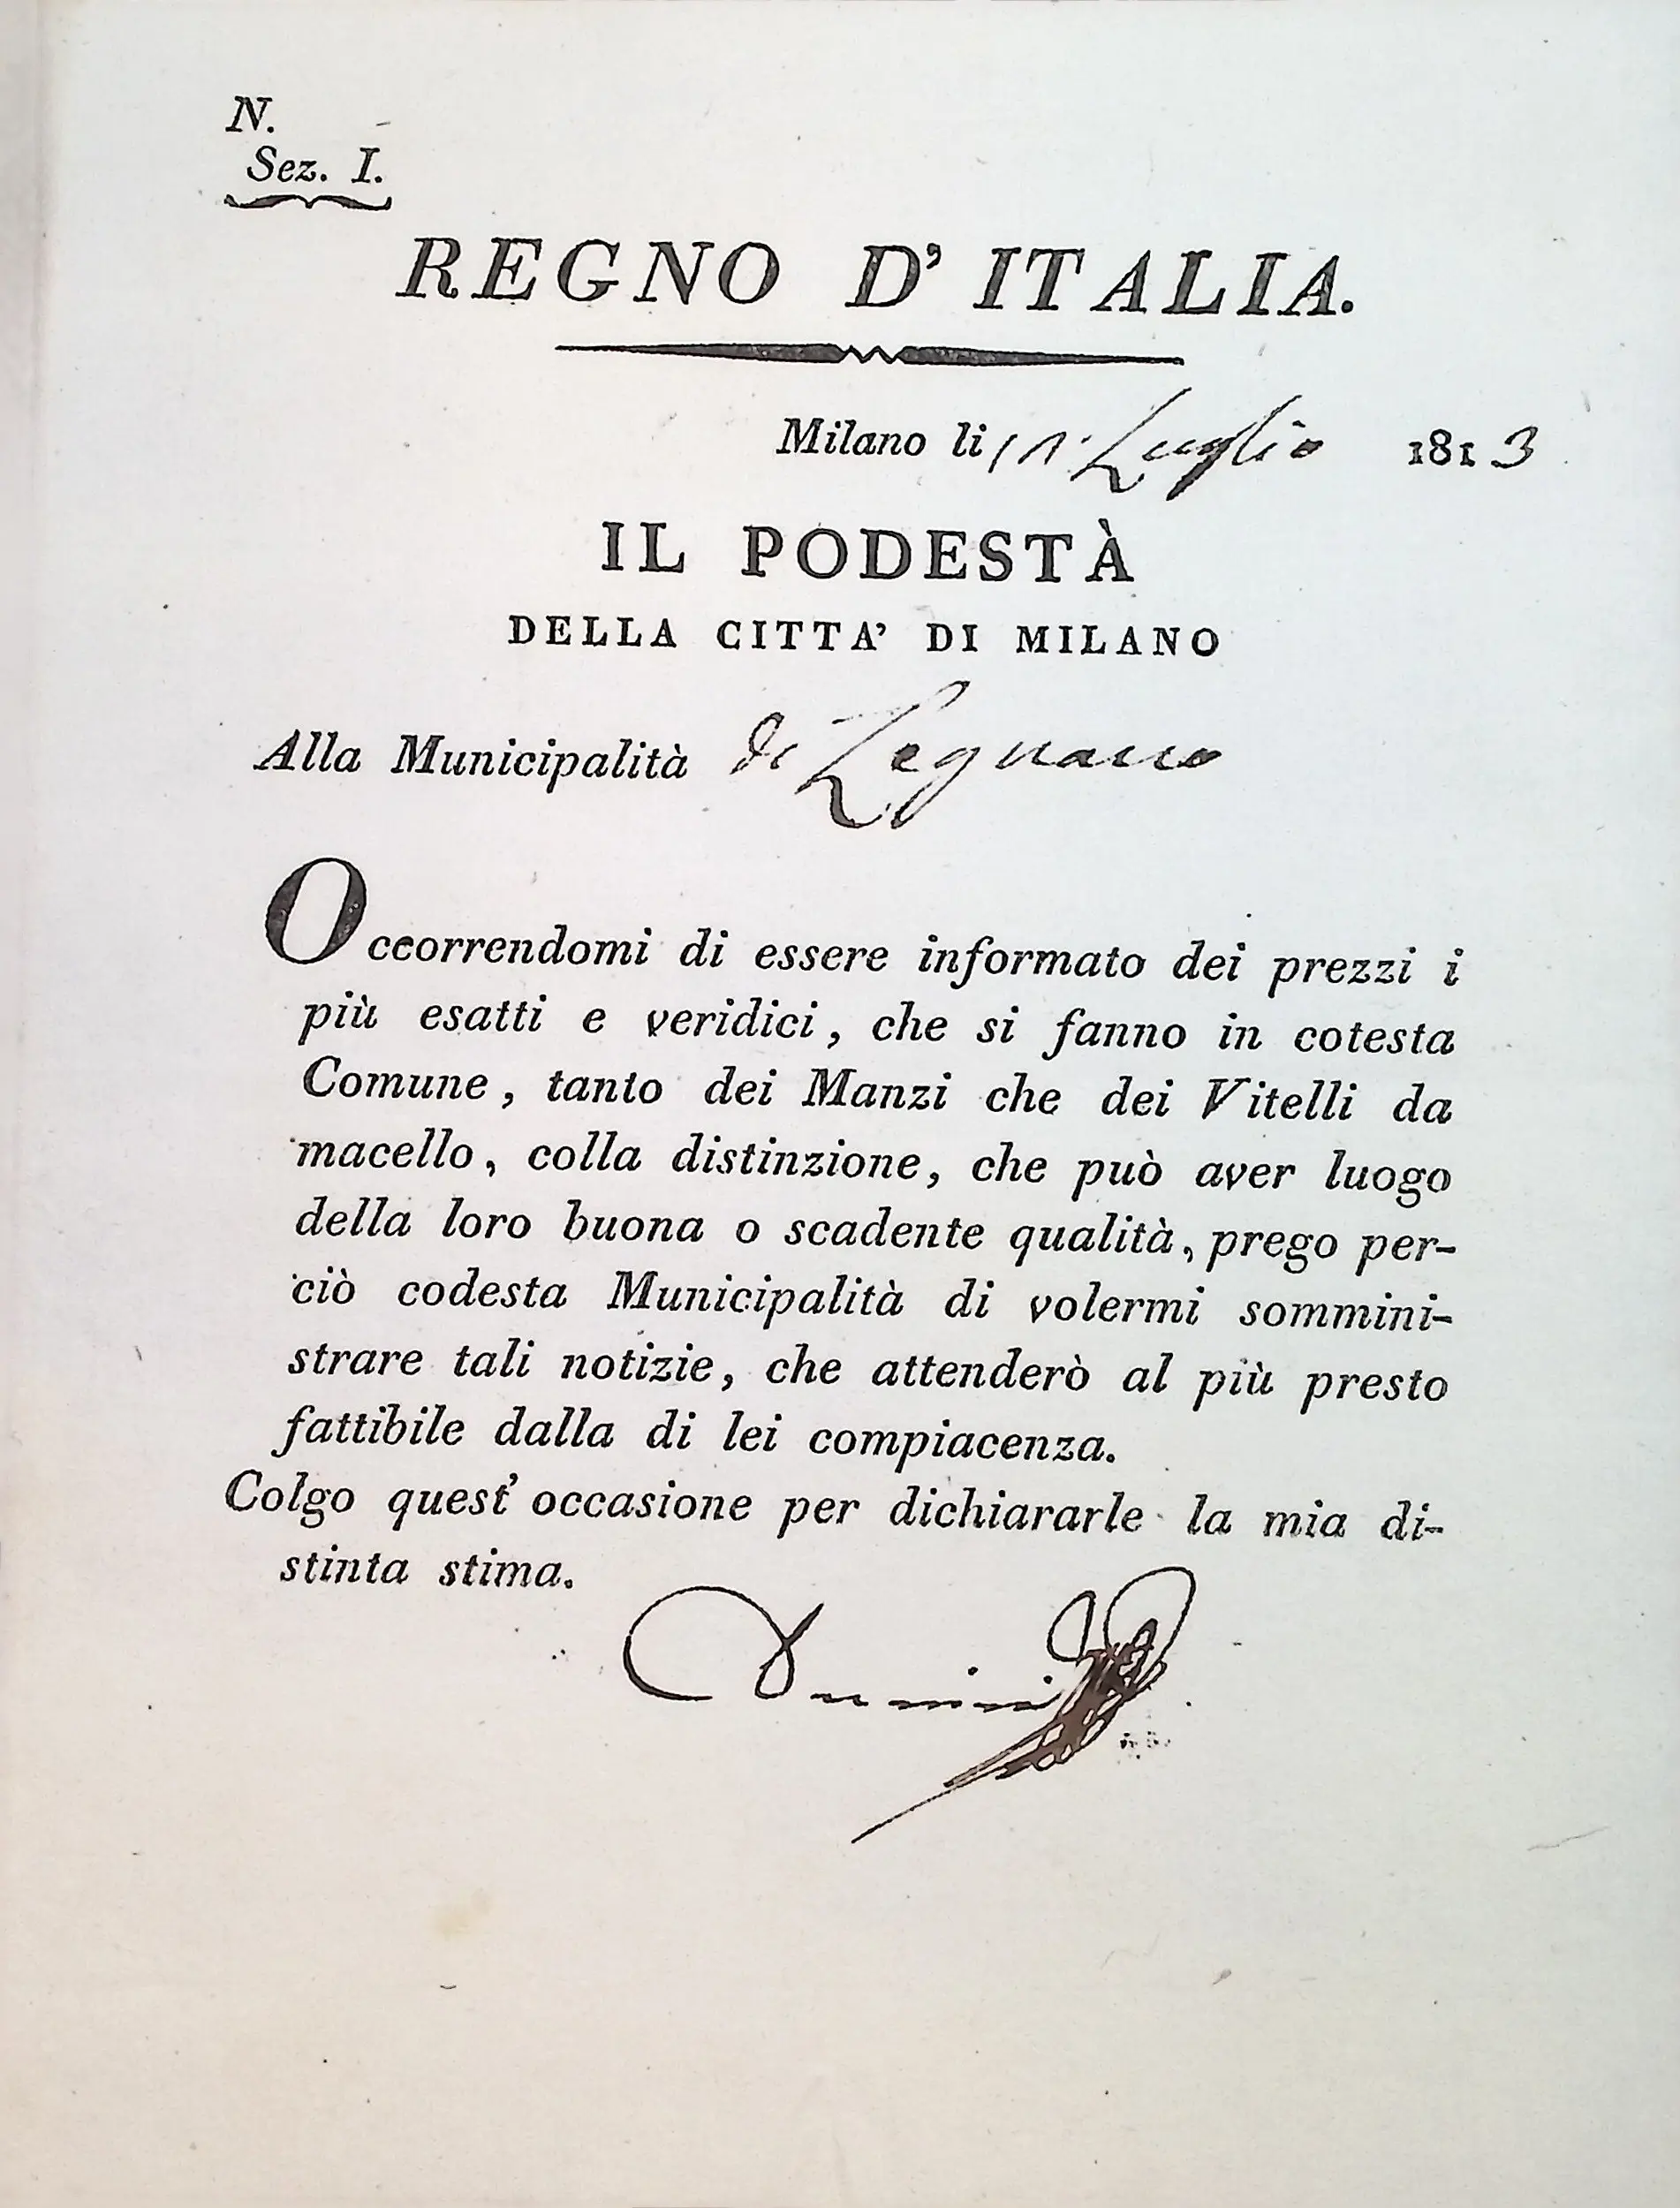 N.
Sez. I.
REGNO D' ITALIA.
Milano li Luglio 1813
IL PODESTÀ
DELLA CITTA' DI MILANO
Alla Municipalità di Legnano
Occorrendomi di essere informato dei prezzi i
più esatti e veridici, che si fanno in cotesta
Comune, tanto dei Manzi che dei Vitelli da
macello, colla distinzione, che può aver luogo
della loro buona o scadente qualità, prego per-
ciò codesta Municipalità di volermi sommini-
strare tali notizie, che attenderò al più presto
fattibile dalla di lei compiacenza.
Colgo quest' occasione per dichiararle la mia di-
stinta stima.
Durini